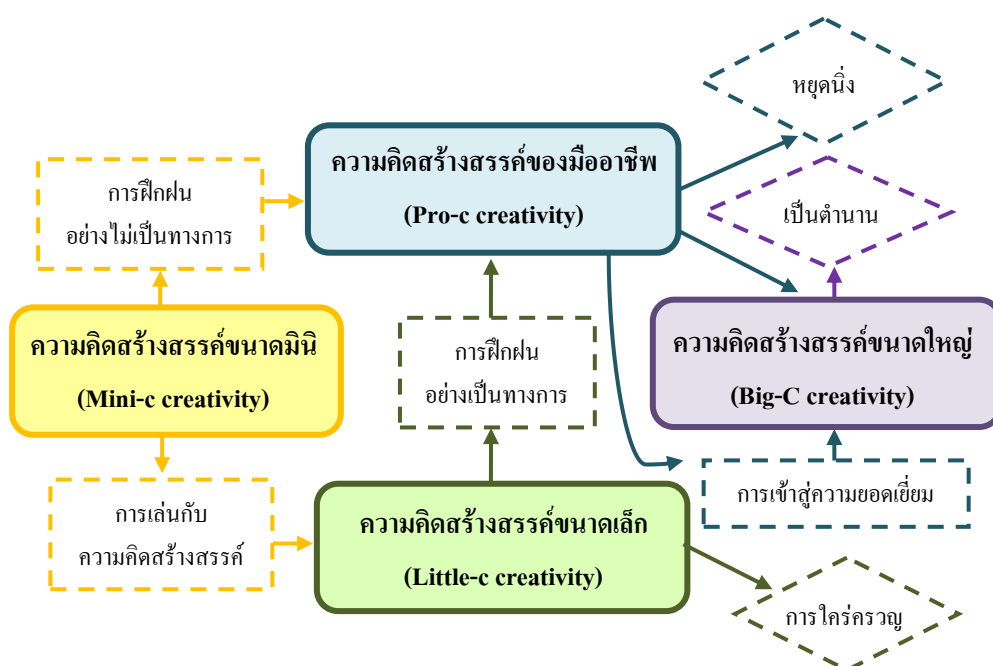 หยุดนิ่ง
ความคิดสร้างสรรค์ของมืออาชีพ
(Pro-c creativity)
การฝึกฝน
อย่างไม่เป็นทางการ
เป็นตำนาน
ความคิดสร้างสรรค์ขนาดมินิ
(Mini-c creativity)
การฝึกฝน
อย่างเป็นทางการ
ความคิดสร้างสรรค์ขนาดใหญ่
(Big-C creativity)
การเข้าสู่ความยอดเยี่ยม
การเล่นกับ
ความคิดสร้างสรรค์
ความคิดสร้างสรรค์ขนาดเล็ก
(Little-c creativity)
การใคร่ครวญ